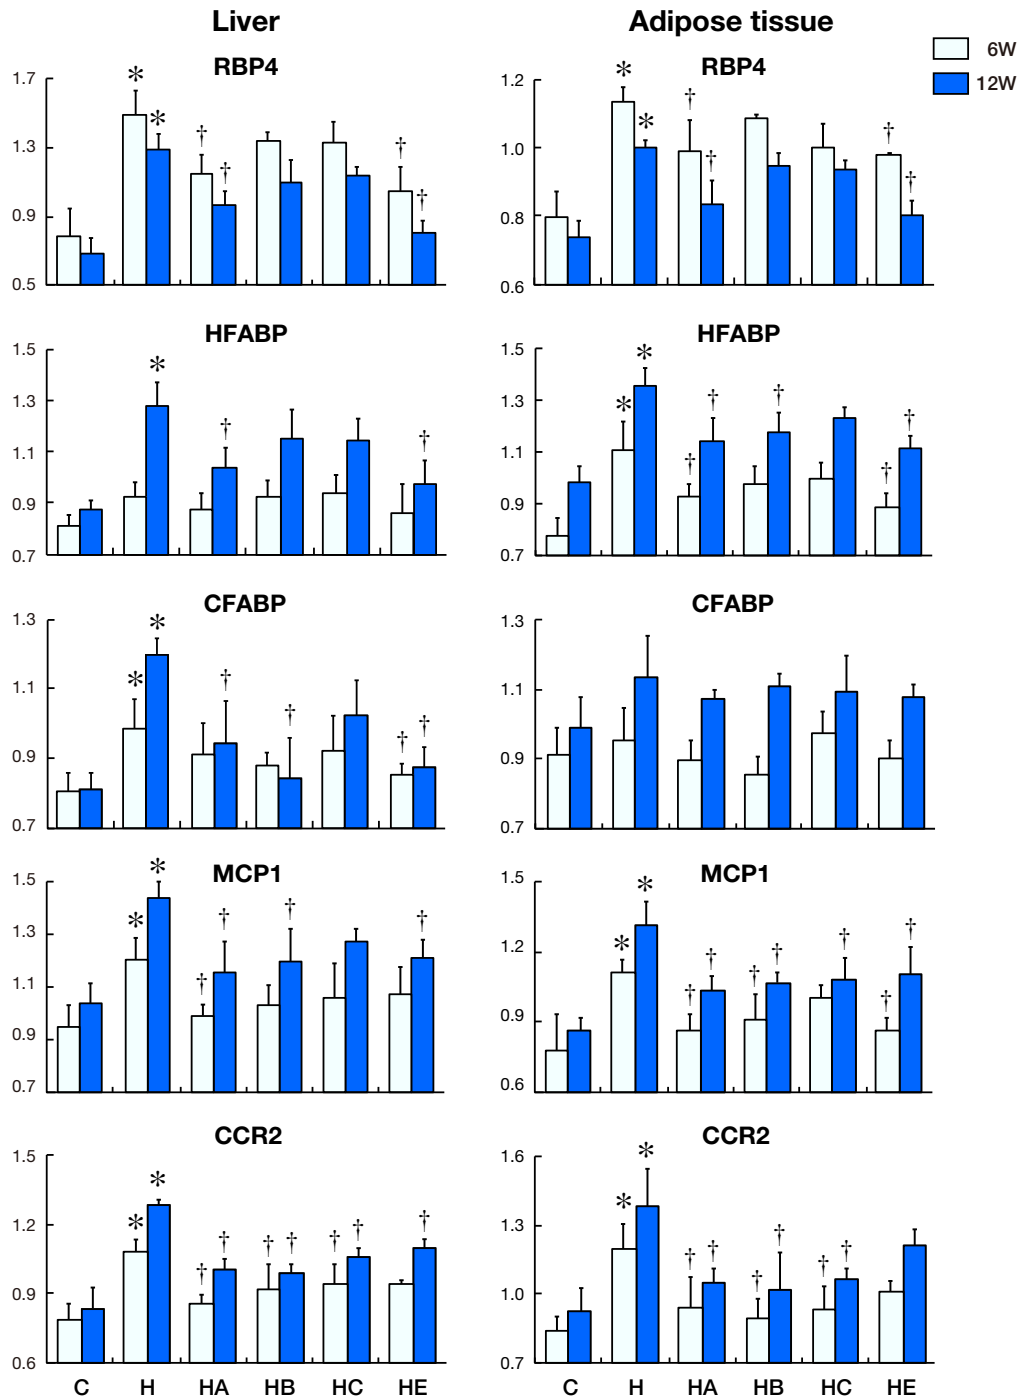 Liver
Adipose tissue
6W
12W
RBP4
1.7
1.3
0.9
0.5
* * † † † †
RBP4
1.2
1.0
0.8
0.6
* * † † † †
HFABP
1.5
1.3
1.1
0.9
0.7
* † †
HFABP
1.5
1.3
1.1
0.9
0.7
* * † † † † †
CFABP
1.3
1.1
0.9
0.7
* * † † † †
CFABP
1.3
1.1
0.9
0.7
MCP1
1.5
1.3
1.1
0.9
0.7
* * † † † †
MCP1
1.5
1.2
0.9
0.6
* * † † † † † † †
CCR2
1.5
1.2
0.9
0.6
* * † † † † † † †
C H HA HB HC HE
CCR2
1.6
1.3
1.0
0.7
* * † † † † † †
C H HA HB HC HE